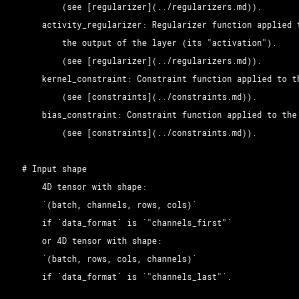 (see [regularizer](../regularizers.md)).
activity_regularizer: Regularizer function applied
the output of the layer (its "activation").
(see [regularizer](../regularizers.md)).
kernel_constraint: Constraint function applied to
(see [constraints](../constraints.md)).
bias_constraint: Constraint function applied to the
(see [constraints](../constraints.md)).
# Input shape
4D tensor with shape:
`(batch, channels, rows, cols)`
if `data_format` is `"channels_first"`
or 4D tensor with shape:
`(batch, rows, cols, channels)`
if `data_format` is `"channels_last"`.